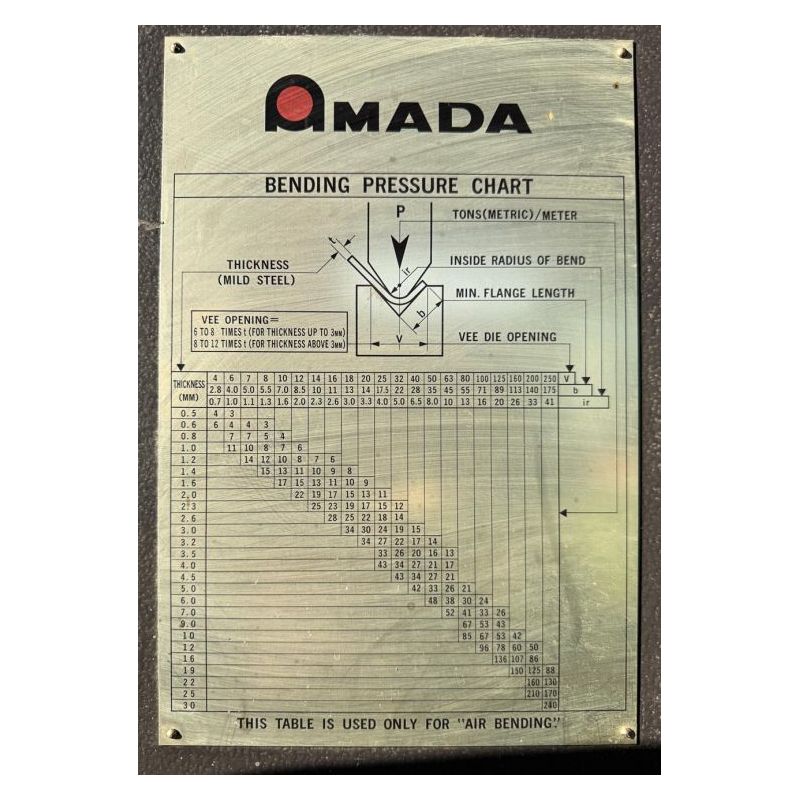 AMADA
BENDING PRESSURE CHART
P
TONS(METRIC)/METER
t
ir
INSIDE RADIUS OF BEND
THICKNESS
(MILD STEEL)
MIN. FLANGE LENGTH
b
VEE OPENING=
6 TO 8 TIMES t (FOR THICKNESS UP TO 3MM)
8 TO 12 TIMES t (FOR THICKNESS ABOVE 3MM)
V
VEE DIE OPENING
THICKNESS
(MM)
4 6 7 8 10 12 14 16 18 20 25 32 40 50 63 80 100 125 160 200 250 V
2.8 4.0 5.0 5.5 7.0 8.5 10 11 13 14 17.5 22 28 35 45 55 71 89 113 140 175 b
0.7 1.0 1.1 1.3 1.6 2.0 2.3 2.6 3.0 3.3 4.0 5.0 6.5 8.0 10 13 16 20 26 33 41 ir
0.5 4 3
0.6 6 4 4 3
0.8 7 7 5 4
1.0 11 10 8 7 6
1.2 14 12 10 8 7 6
1.4 15 13 11 10 9 8
1.6 17 15 13 11 10 9
2.0 22 19 17 15 13 11
2.3 25 23 19 17 15 12
2.6 28 25 22 18 14
3.0 34 30 24 19 15
3.2 34 27 22 17 14
3.5 33 26 20 16 13
4.0 43 34 27 21 17
4.5 43 34 27 21
5.0 42 33 26 21
6.0 48 38 30 24
7.0 52 41 33 26
9.0 67 53 43
10 85 67 53 42
12 96 78 60 50
16 136 107 86
19 150 125 88
22 160 130
25 210 170
30 240
THIS TABLE IS USED ONLY FOR "AIR BENDING."